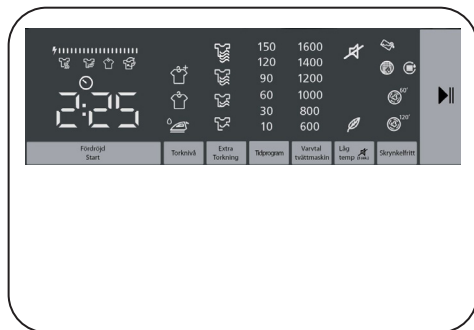 150 1600
120 1400
90 1200
60 1000
30 800
10 600
2:25
60'
120'
Fördröjd
Start
Torknivå
Extra
Torkning
Tidprogram
Varvtal
tvättmaskin
Låg
temp
Skrynkelfritt